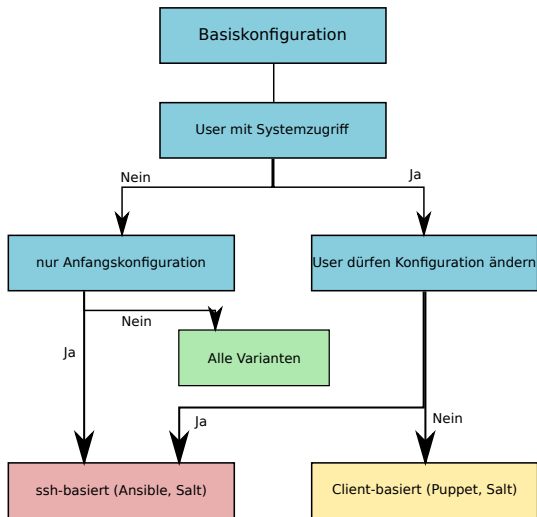 Basiskonfiguration
User mit Systemzugriff
Nein
Ja
nur Anfangskonfiguration
User dürfen Konfiguration ändern
Nein
Ja
Alle Varianten
Ja
Nein
ssh-basiert (Ansible, Salt)
Client-basiert (Puppet, Salt)